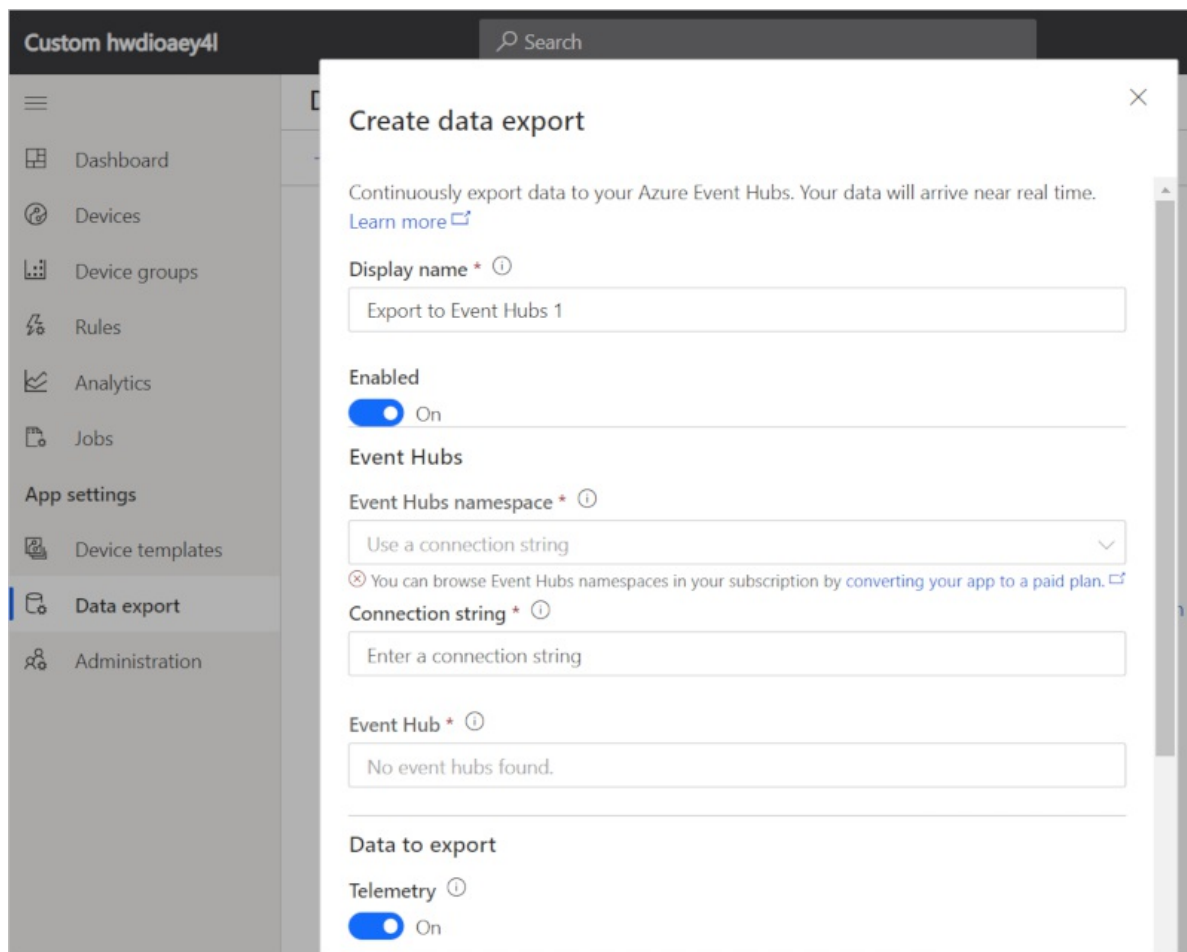 Custom hwdioaey4l
Search
Dashboard
Devices
Device groups
Rules
Analytics
Jobs
App settings
Device templates
Data export
Administration
Create data export
Continuously export data to your Azure Event Hubs. Your data will arrive near real time.
Learn more
Display name *
Export to Event Hubs 1
Enabled
On
Event Hubs
Event Hubs namespace *
Use a connection string
You can browse Event Hubs namespaces in your subscription by converting your app to a paid plan.
Connection string *
Enter a connection string
Event Hub *
No event hubs found.
Data to export
Telemetry
On